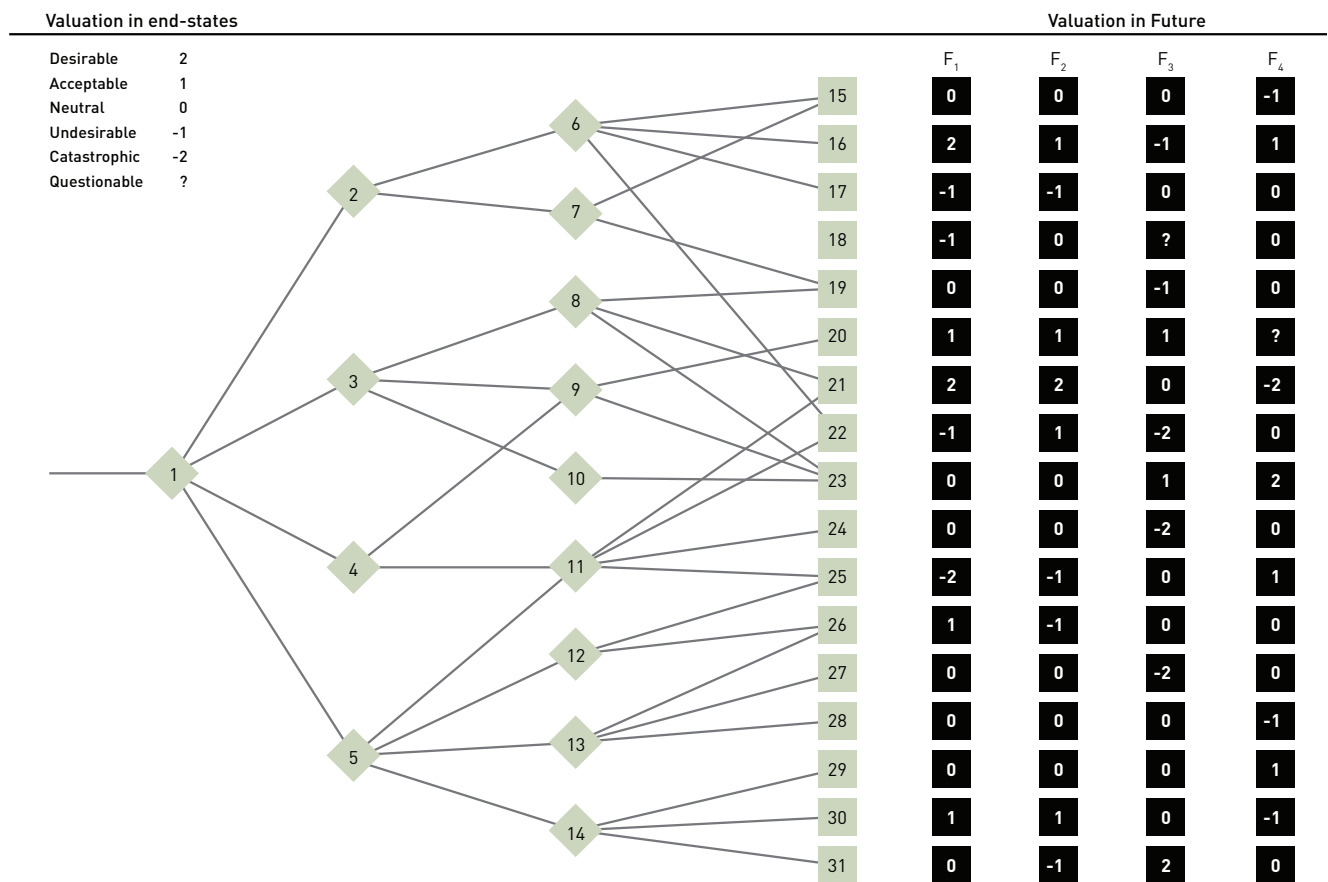 Valuation in end-states
Valuation in Future
Desirable 2
Acceptable 1
Neutral 0
Undesirable -1
Catastrophic -2
Questionable ?
F1 F2 F3 F4
1
2
3
4
5
6
7
8
9
10
11
12
13
14
15 0 0 0 -1
16 2 1 -1 1
17 -1 -1 0 0
18 -1 0 ? 0
19 0 0 -1 0
20 1 1 1 ?
21 2 2 0 -2
22 -1 1 -2 0
23 0 0 1 2
24 0 0 -2 0
25 -2 -1 0 1
26 1 -1 0 0
27 0 0 -2 0
28 0 0 0 -1
29 0 0 0 1
30 1 1 0 -1
31 0 -1 2 0